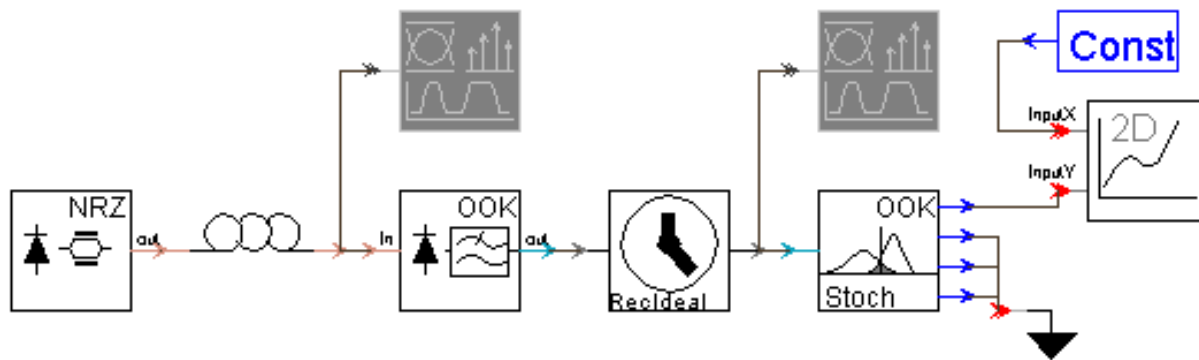 Const
InputX
2D
InputY
NRZ
out
In
OOK
out
RecIdeal
OOK
Stoch